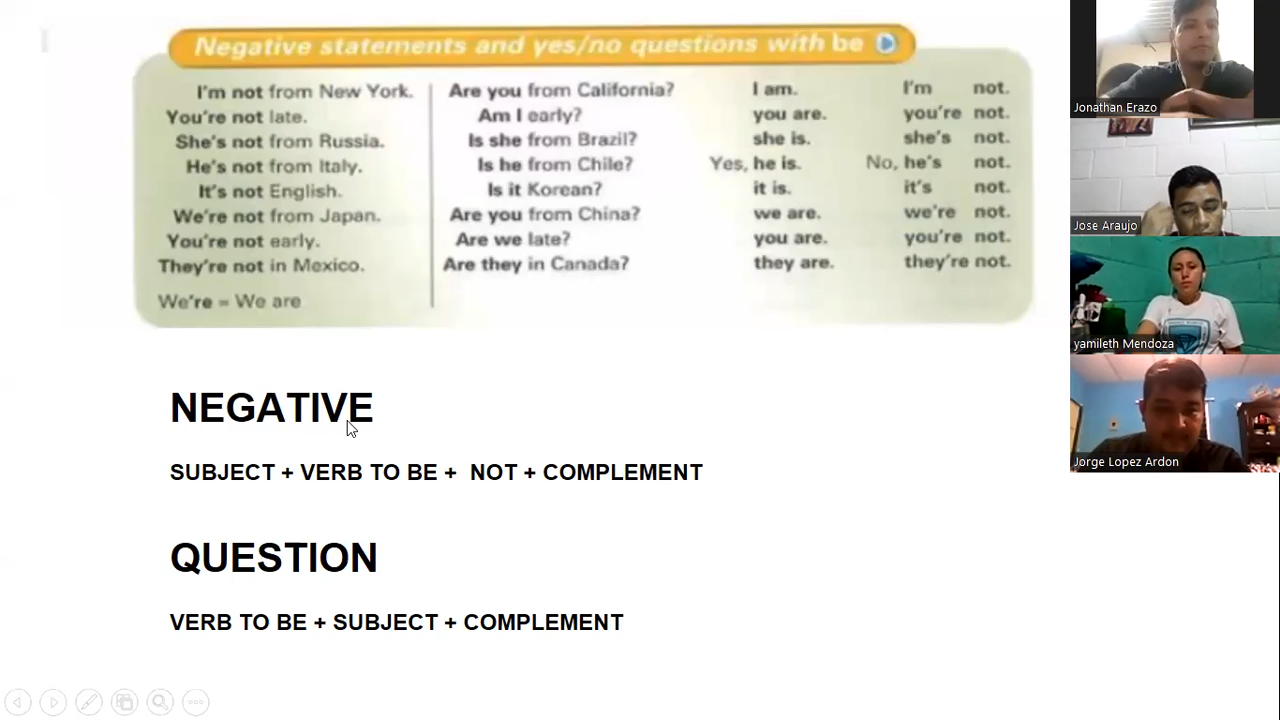 Negative statements and yes/no questions with be
I'm not from New York. Are you from California? I am. I'm not.
You're not late. Am I early? you are. you're not.
She's not from Russia. Is she from Brazil? she is. she's not.
He's not from Italy. Is he from Chile? Yes, he is. No, he's not.
It's not English. Is it Korean? it is. it's not.
We're not from Japan. Are you from China? we are. we're not.
You're not early. Are we late? you are. you're not.
They're not in Mexico. Are they in Canada? they are. they're not.
We're = We are
NEGATIVE
SUBJECT + VERB TO BE + NOT + COMPLEMENT
QUESTION
VERB TO BE + SUBJECT + COMPLEMENT
Jonathan Erazo
Jose Araujo
yamileth Mendoza
Jorge Lopez Ardon